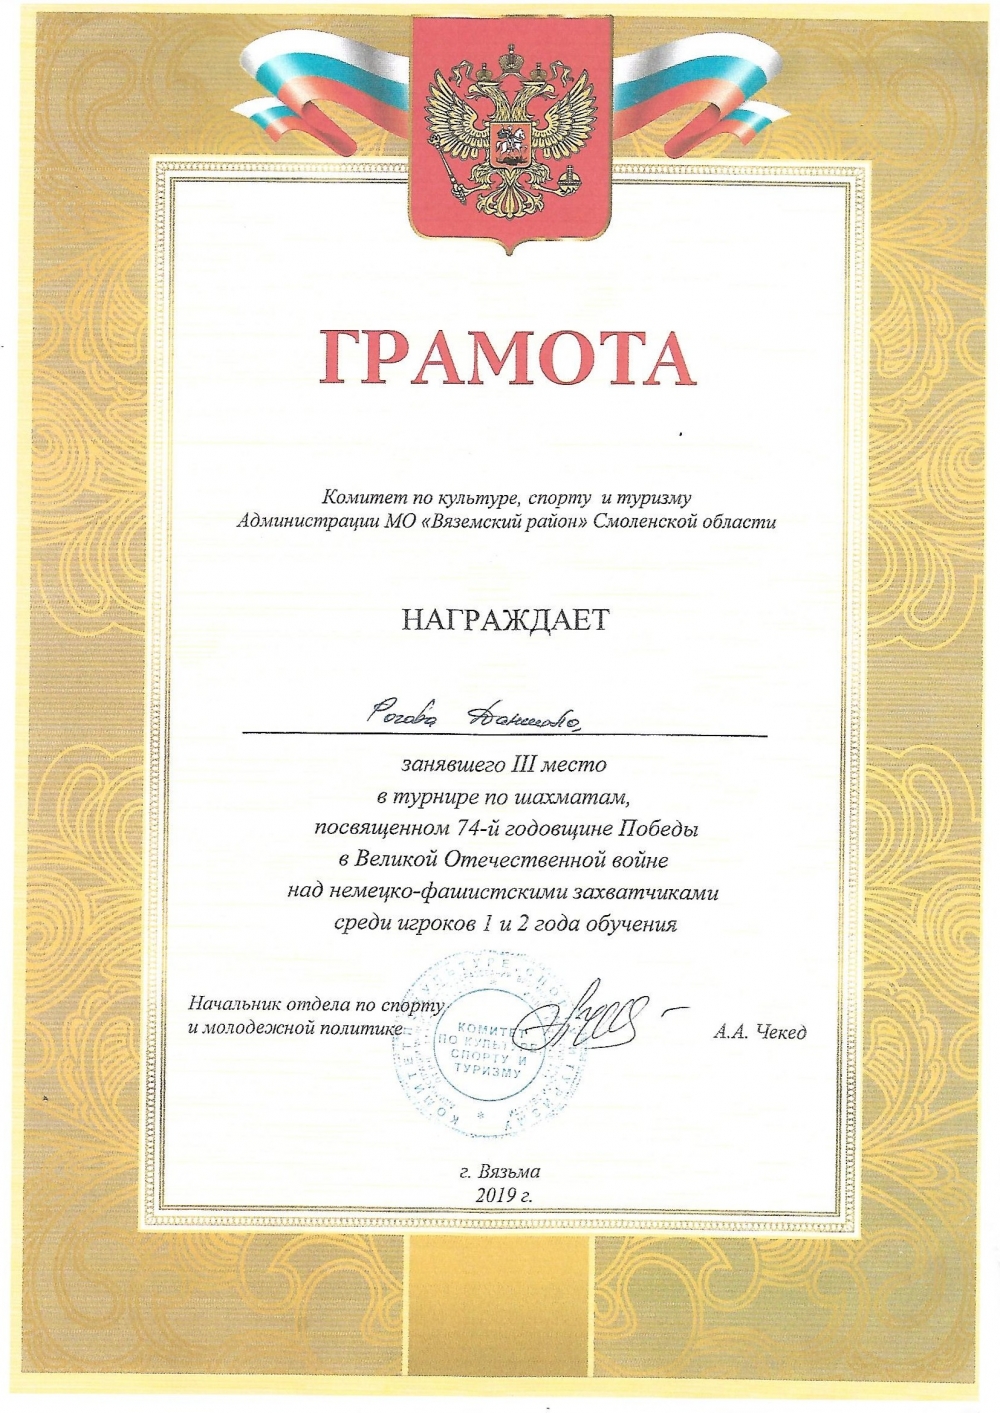 ГРАМОТА
Комитет по культуре, спорту и туризму
Администрации МО «Вяземский район» Смоленской области
НАГРАЖДАЕТ
Рогова Даниила
занявшего III место
в турнире по шахматам,
посвященном 74-й годовщине Победы
в Великой Отечественной войне
над немецко-фашистскими захватчиками
среди игроков 1 и 2 года обучения
Начальник отдела по спорту
и молодежной политике
А.А. Чекед
КОМИТЕТ
ПО КУЛЬТУРЕ
СПОРТУ И
ТУРИЗМУ
г. Вязьма
2019 г.